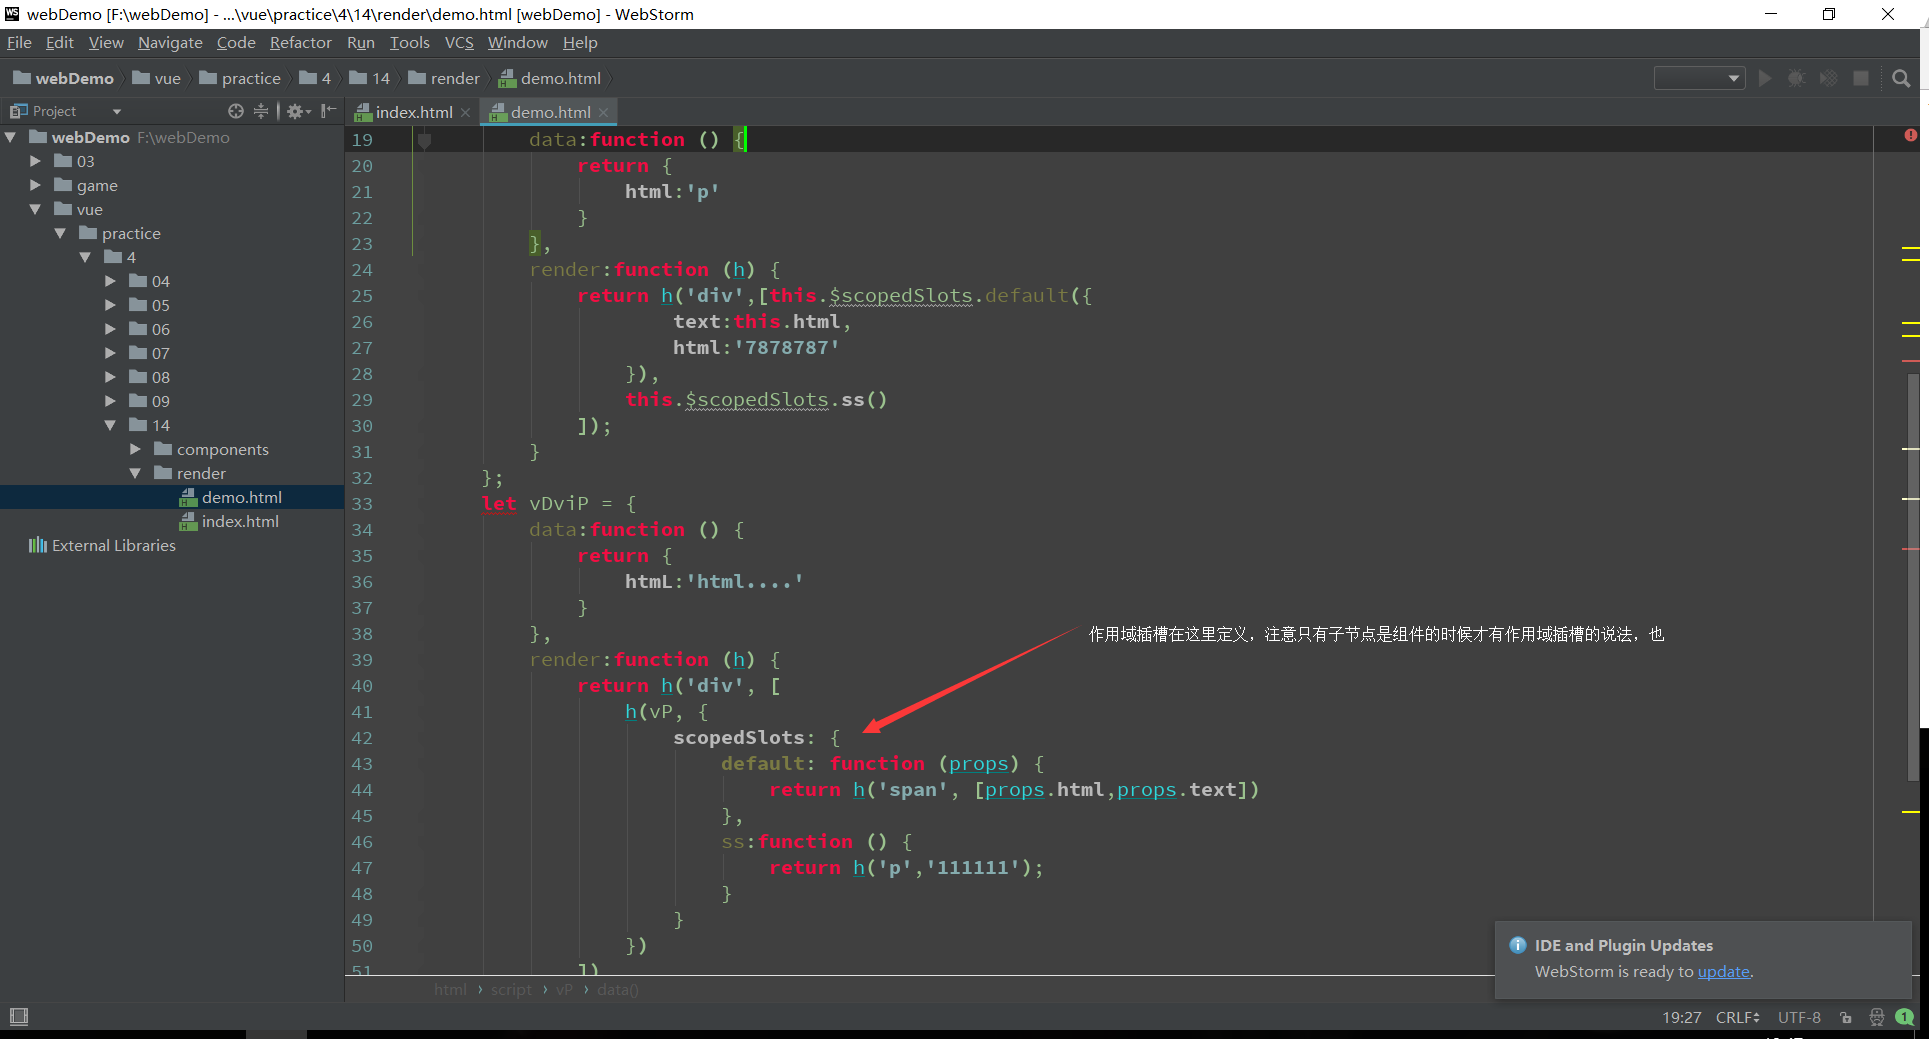 webDemo [F:\webDemo] - ...\vue\practice\4\14\render\demo.html [webDemo] - WebStorm
File Edit View Navigate Code Refactor Run Tools VCS Window Help
webDemo vue practice 4 14 render demo.html
Project
index.html
demo.html
webDemo F:\webDemo
03
game
vue
practice
4
04
05
06
07
08
09
14
components
render
demo.html
index.html
External Libraries
19 data:function () {
20 return {
21 html:'p'
22 }
23 },
24 render:function (h) {
25 return h('div',[this.$scopedSlots.default({
26 text:this.html,
27 html:'7878787'
28 }),
29 this.$scopedSlots.ss()
30 ]);
31 }
32 };
33 let vDviP = {
34 data:function () {
35 return {
36 htmL:'html....'
37 }
38 },
39 render:function (h) {
40 return h('div', [
41 h(vP, {
42 scopedSlots: {
43 default: function (props) {
44 return h('span', [props.html,props.text])
45 },
46 ss:function () {
47 return h('p','111111');
48 }
49 }
50 })
51 ])
作用域插槽在这里定义，注意只有子节点是组件的时候才有作用域插槽的说法，也
html › script › vP › data()
IDE and Plugin Updates
WebStorm is ready to update.
19:27 CRLF UTF-8 1